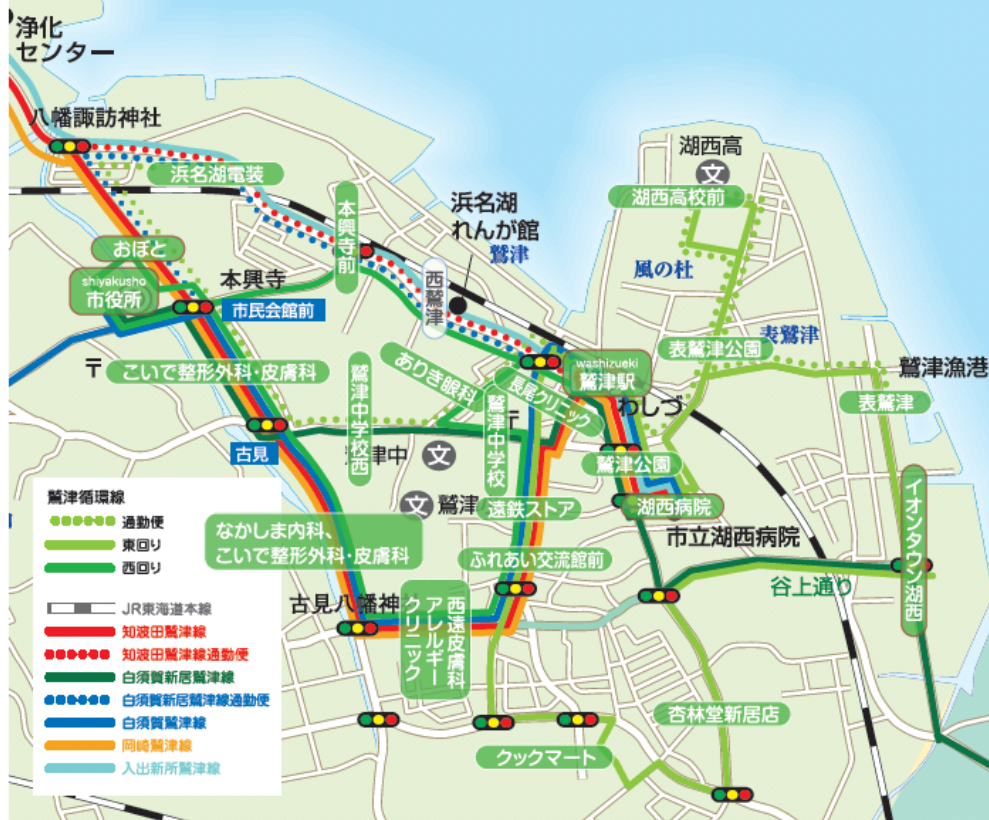 浄化
センター
八幡諏訪神社
浜名湖電装
湖西高
文
湖西高校前
本興寺前
浜名湖
れんが館
鷲津
おぼと
shiyakusho
市役所
本興寺
市民会館前
西鷲津
風の杜
表鷲津
表鷲津公園
鷲津漁港
〒
こいで整形外科・皮膚科
ありき眼科
長尾クリニック
washizueki
鷲津駅
わしづ
表鷲津
鷲津中学校西
鷲津中学校
〒
古見
津中
文
鷲津公園
文
鷲津
遠鉄ストア
湖西病院
市立湖西病院
イオンタウン湖西
なかしま内科、
こいで整形外科・皮膚科
ふれあい交流館前
谷上通り
古見八幡神
西遠皮膚科
アレルギー
クリニック
杏林堂新居店
クックマート
鷲津循環線
通勤便
東回り
西回り
JR東海道本線
知波田鷲津線
知波田鷲津線通勤便
白須賀新居鷲津線
白須賀新居鷲津線通勤便
白須賀鷲津線
岡崎鷲津線
入出新所鷲津線